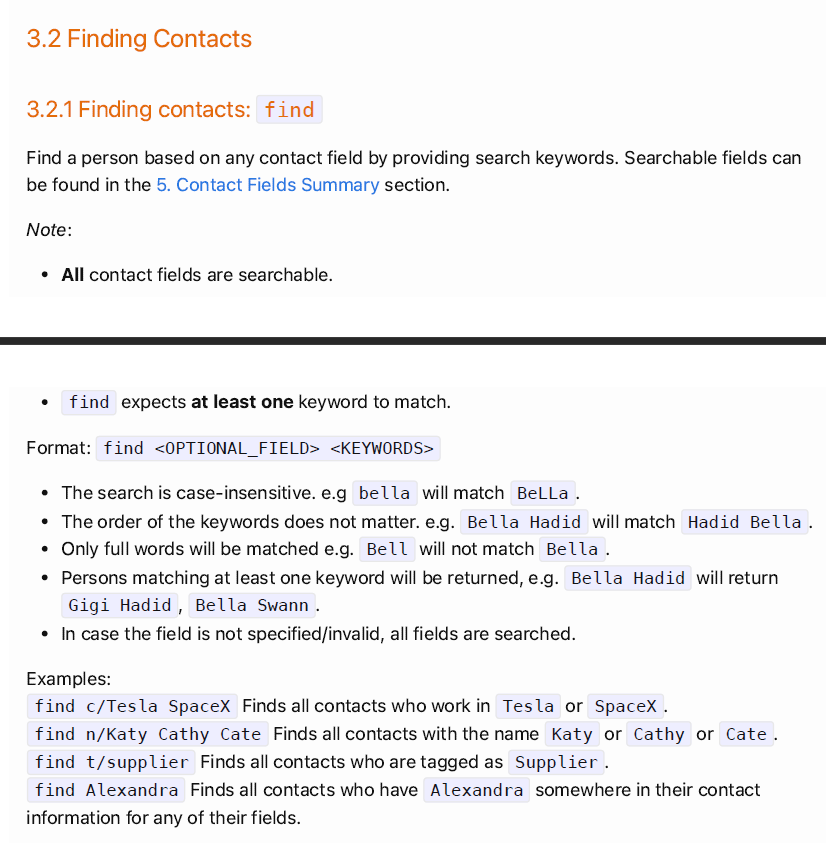 3.2 Finding Contacts
3.2.1 Finding contacts: find
Find a person based on any contact field by providing search keywords. Searchable fields can
be found in the 5. Contact Fields Summary section.
Note:
• All contact fields are searchable.
• find expects at least one keyword to match.
Format: find <OPTIONAL_FIELD> <KEYWORDS>
• The search is case-insensitive. e.g bella will match BeLLa.
• The order of the keywords does not matter. e.g. Bella Hadid will match Hadid Bella.
• Only full words will be matched e.g. Bell will not match Bella.
• Persons matching at least one keyword will be returned, e.g. Bella Hadid will return
Gigi Hadid, Bella Swann.
• In case the field is not specified/invalid, all fields are searched.
Examples:
find c/Tesla SpaceX Finds all contacts who work in Tesla or SpaceX.
find n/Katy Cathy Cate Finds all contacts with the name Katy or Cathy or Cate.
find t/supplier Finds all contacts who are tagged as Supplier.
find Alexandra Finds all contacts who have Alexandra somewhere in their contact
information for any of their fields.